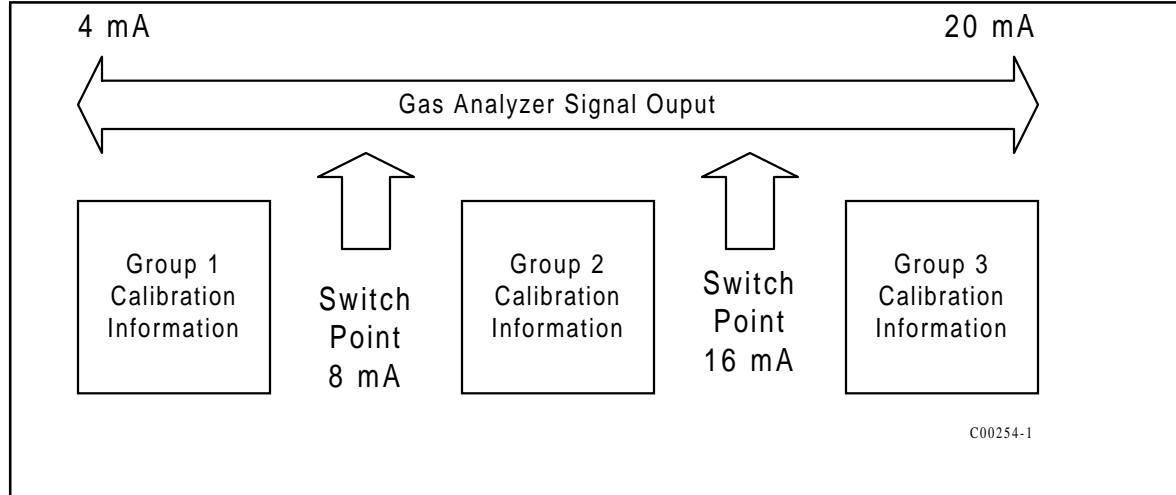 4 mA
20 mA
Gas Analyzer Signal Ouput
Group 1
Calibration
Information
Switch
Point
8 mA
Group 2
Calibration
Information
Switch
Point
16 mA
Group 3
Calibration
Information
C00254-1